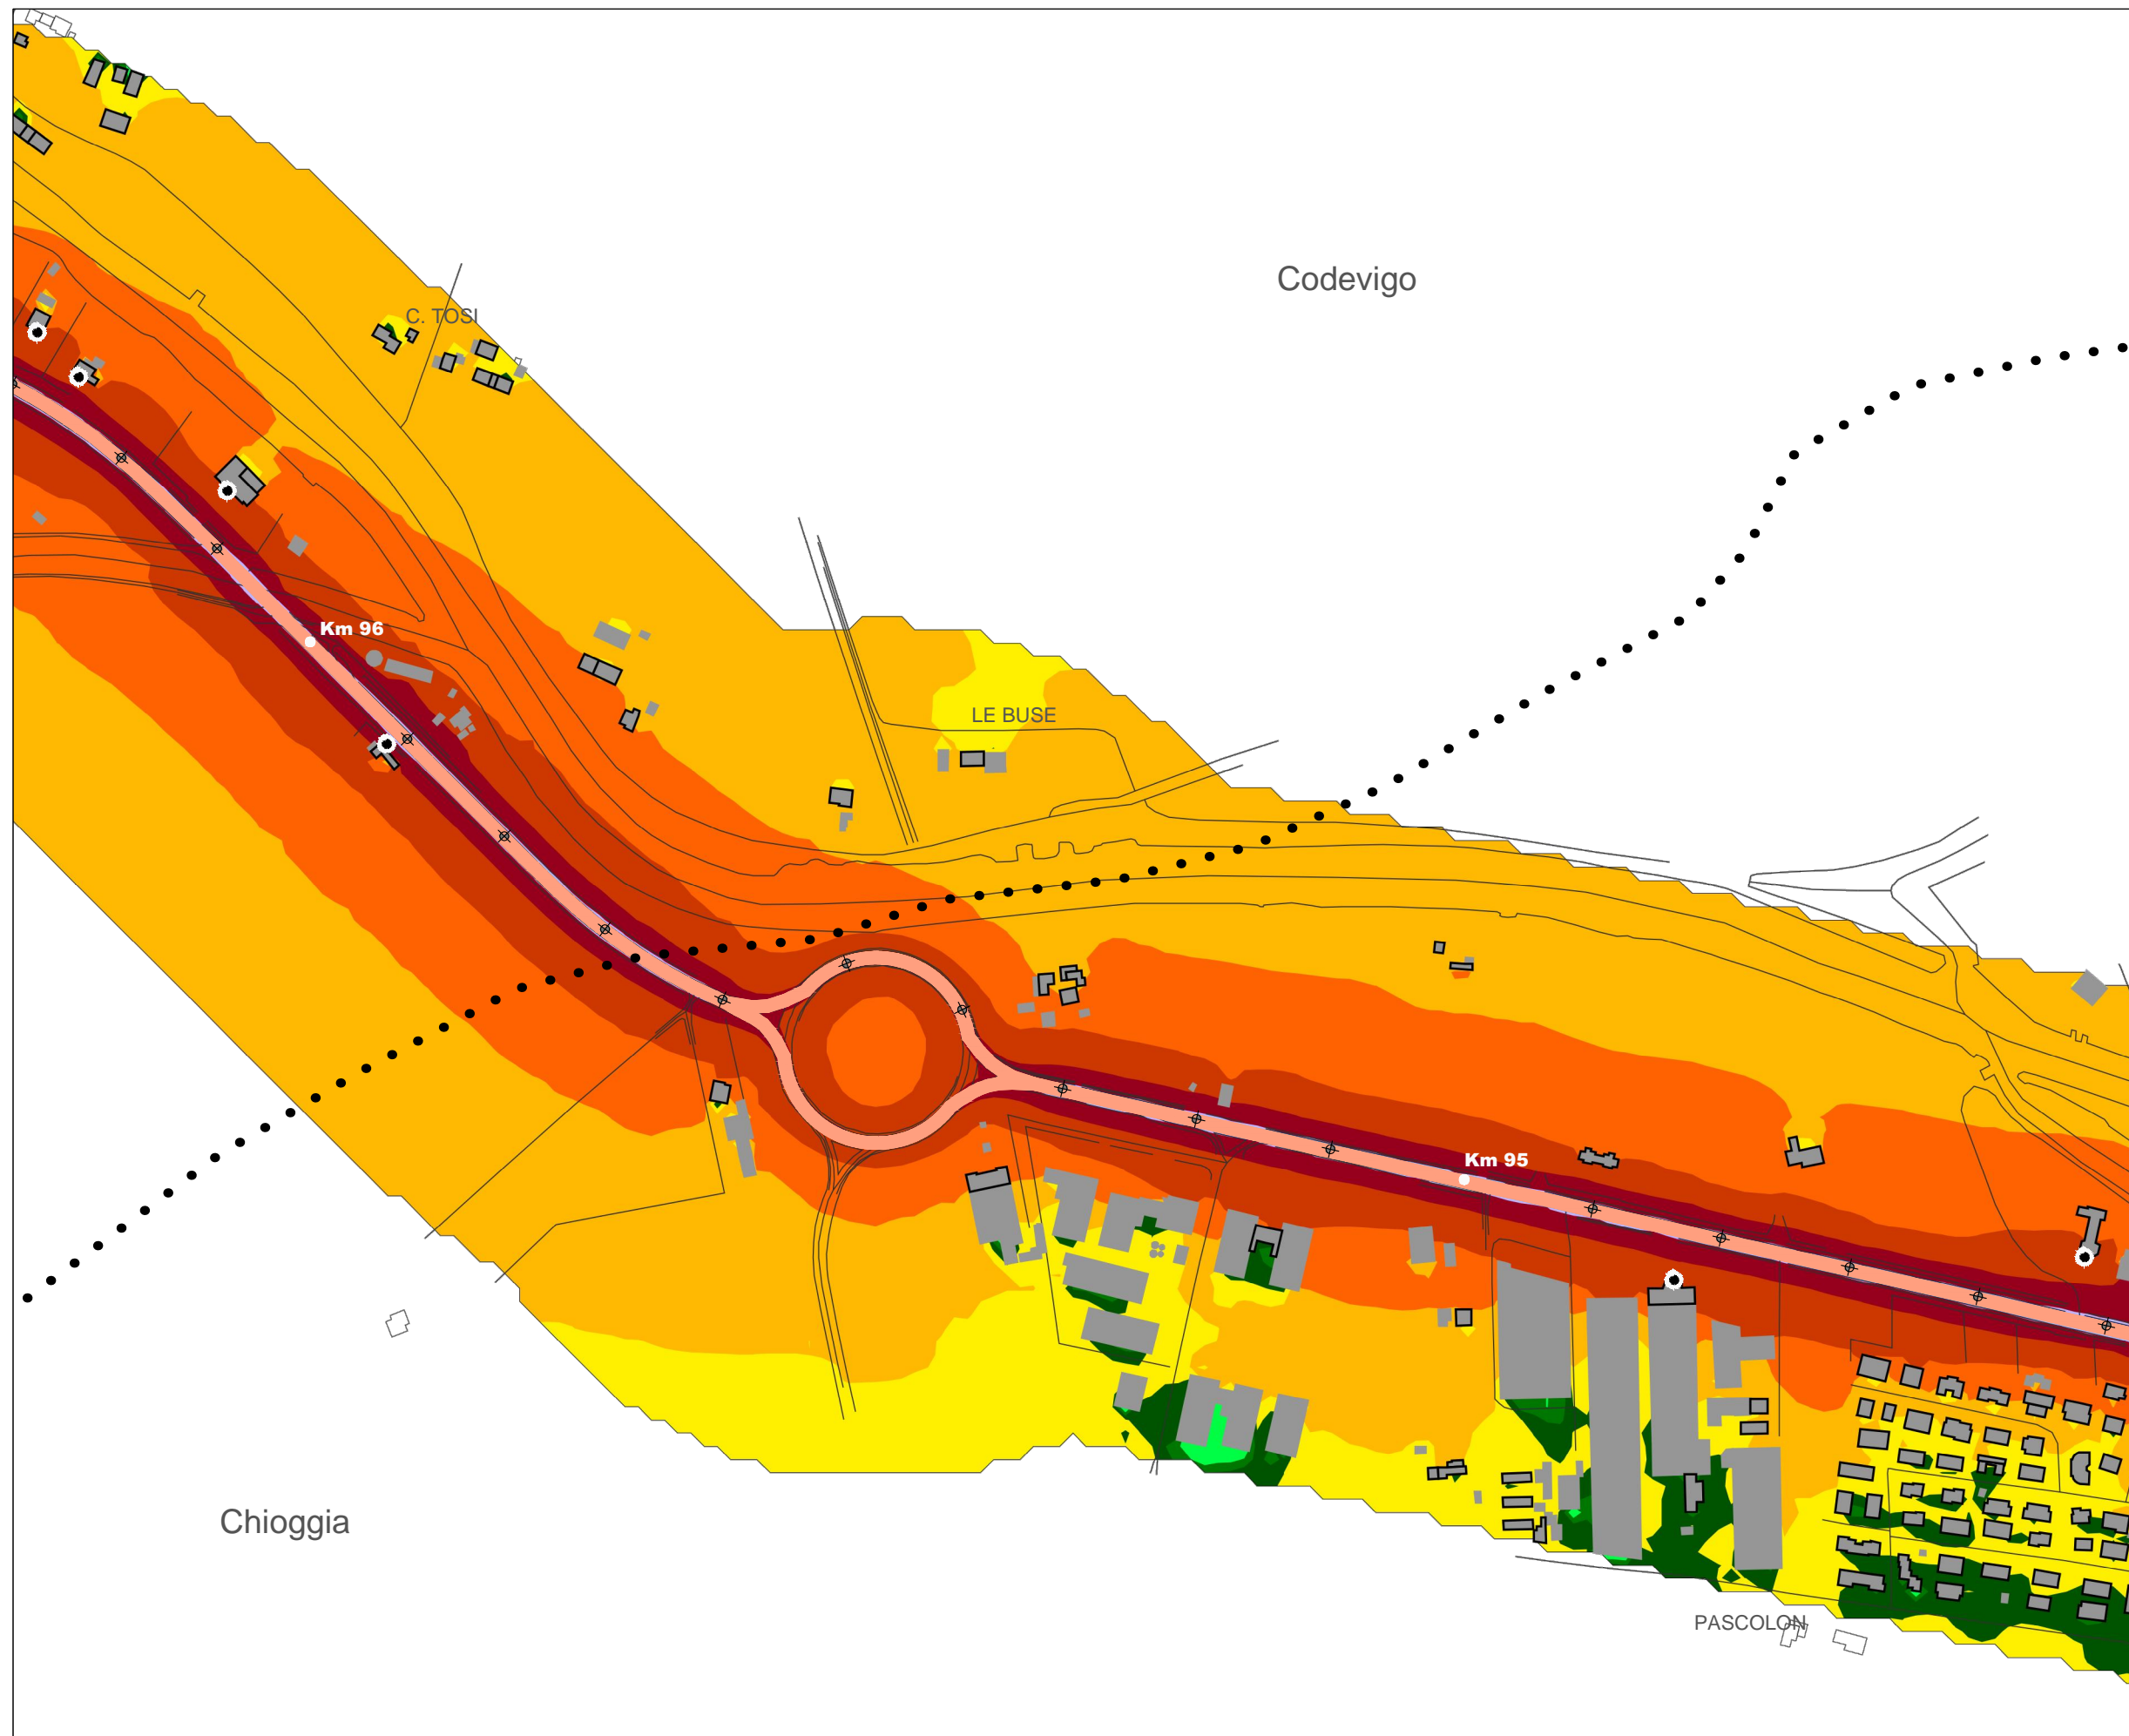 Codevigo
C. TOSI
Km 96
LE BUSE
Km 95
Chioggia
PASCOLON